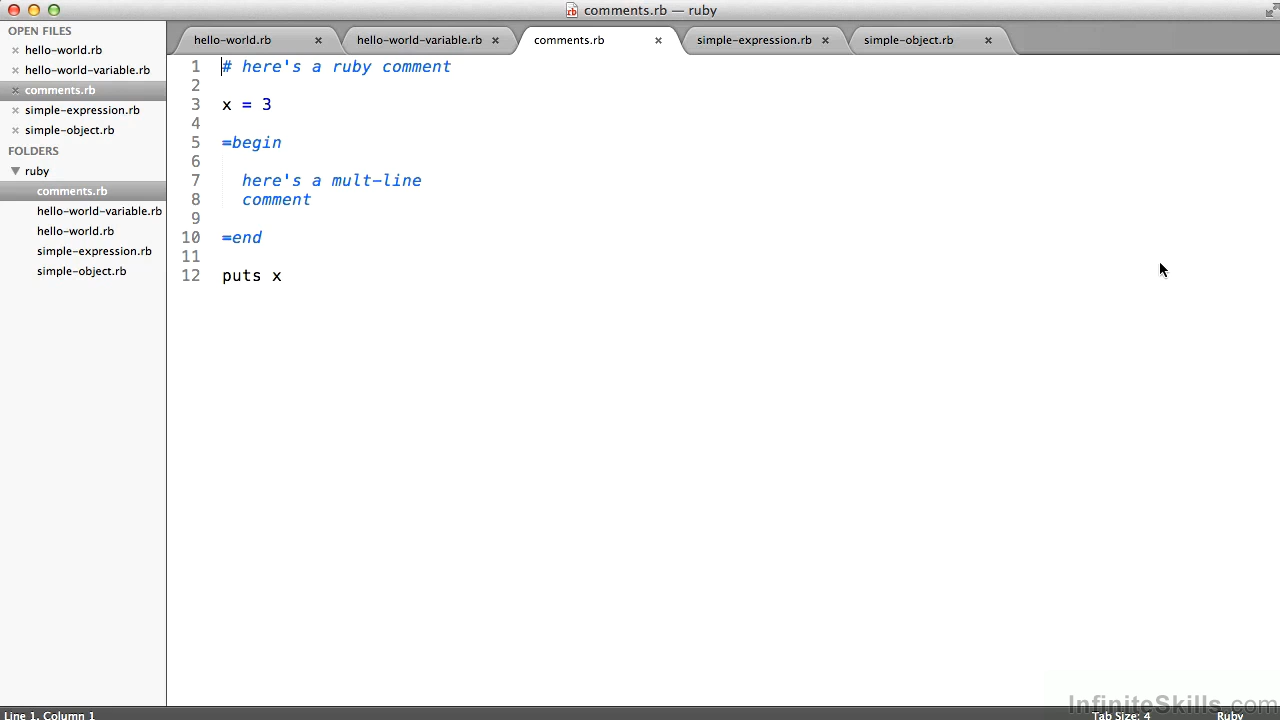 comments.rb — ruby
OPEN FILES
hello-world.rb
hello-world-variable.rb
comments.rb
simple-expression.rb
simple-object.rb
FOLDERS
ruby
comments.rb
hello-world-variable.rb
hello-world.rb
simple-expression.rb
simple-object.rb
hello-world.rb hello-world-variable.rb comments.rb simple-expression.rb simple-object.rb
1 # here's a ruby comment
2
3 x = 3
4
5 =begin
6
7 here's a mult-line
8 comment
9
10 =end
11
12 puts x
InfiniteSkills.com
Line 1, Column 1 Tab Size: 4 Ruby